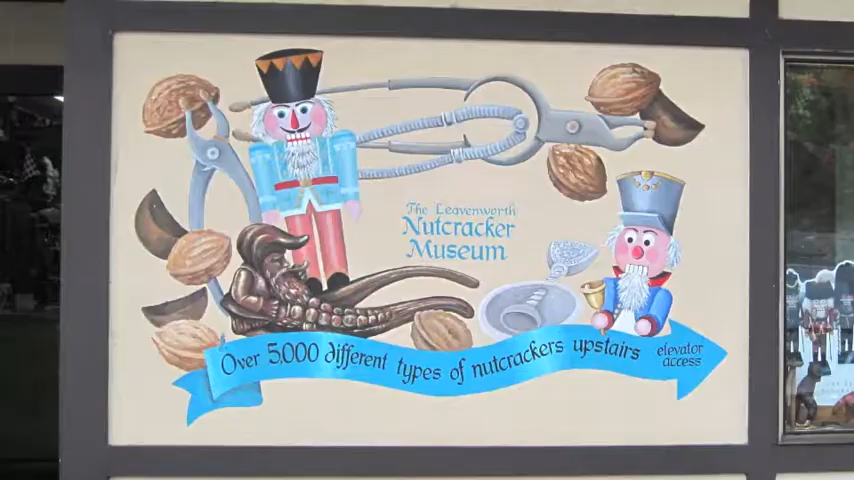 The Leavenworth
Nutcracker
Museum
Over 5,000 different types of nutcrackers upstairs
elevator
access